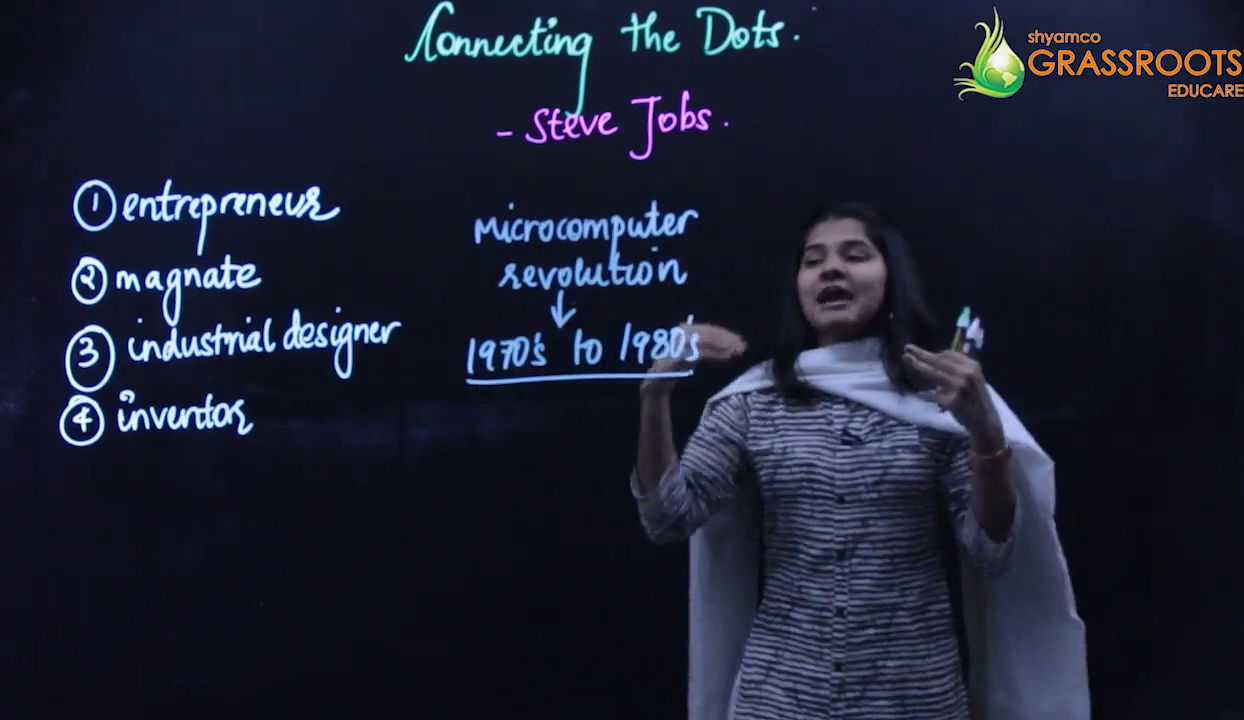 Connecting the Dots.
- Steve Jobs.
shyamco
GRASSROOTS
EDUCARE
① entrepreneur
② magnate
③ industrial designer
④ inventor
Microcomputer
revolution
↓
1970's to 1980's